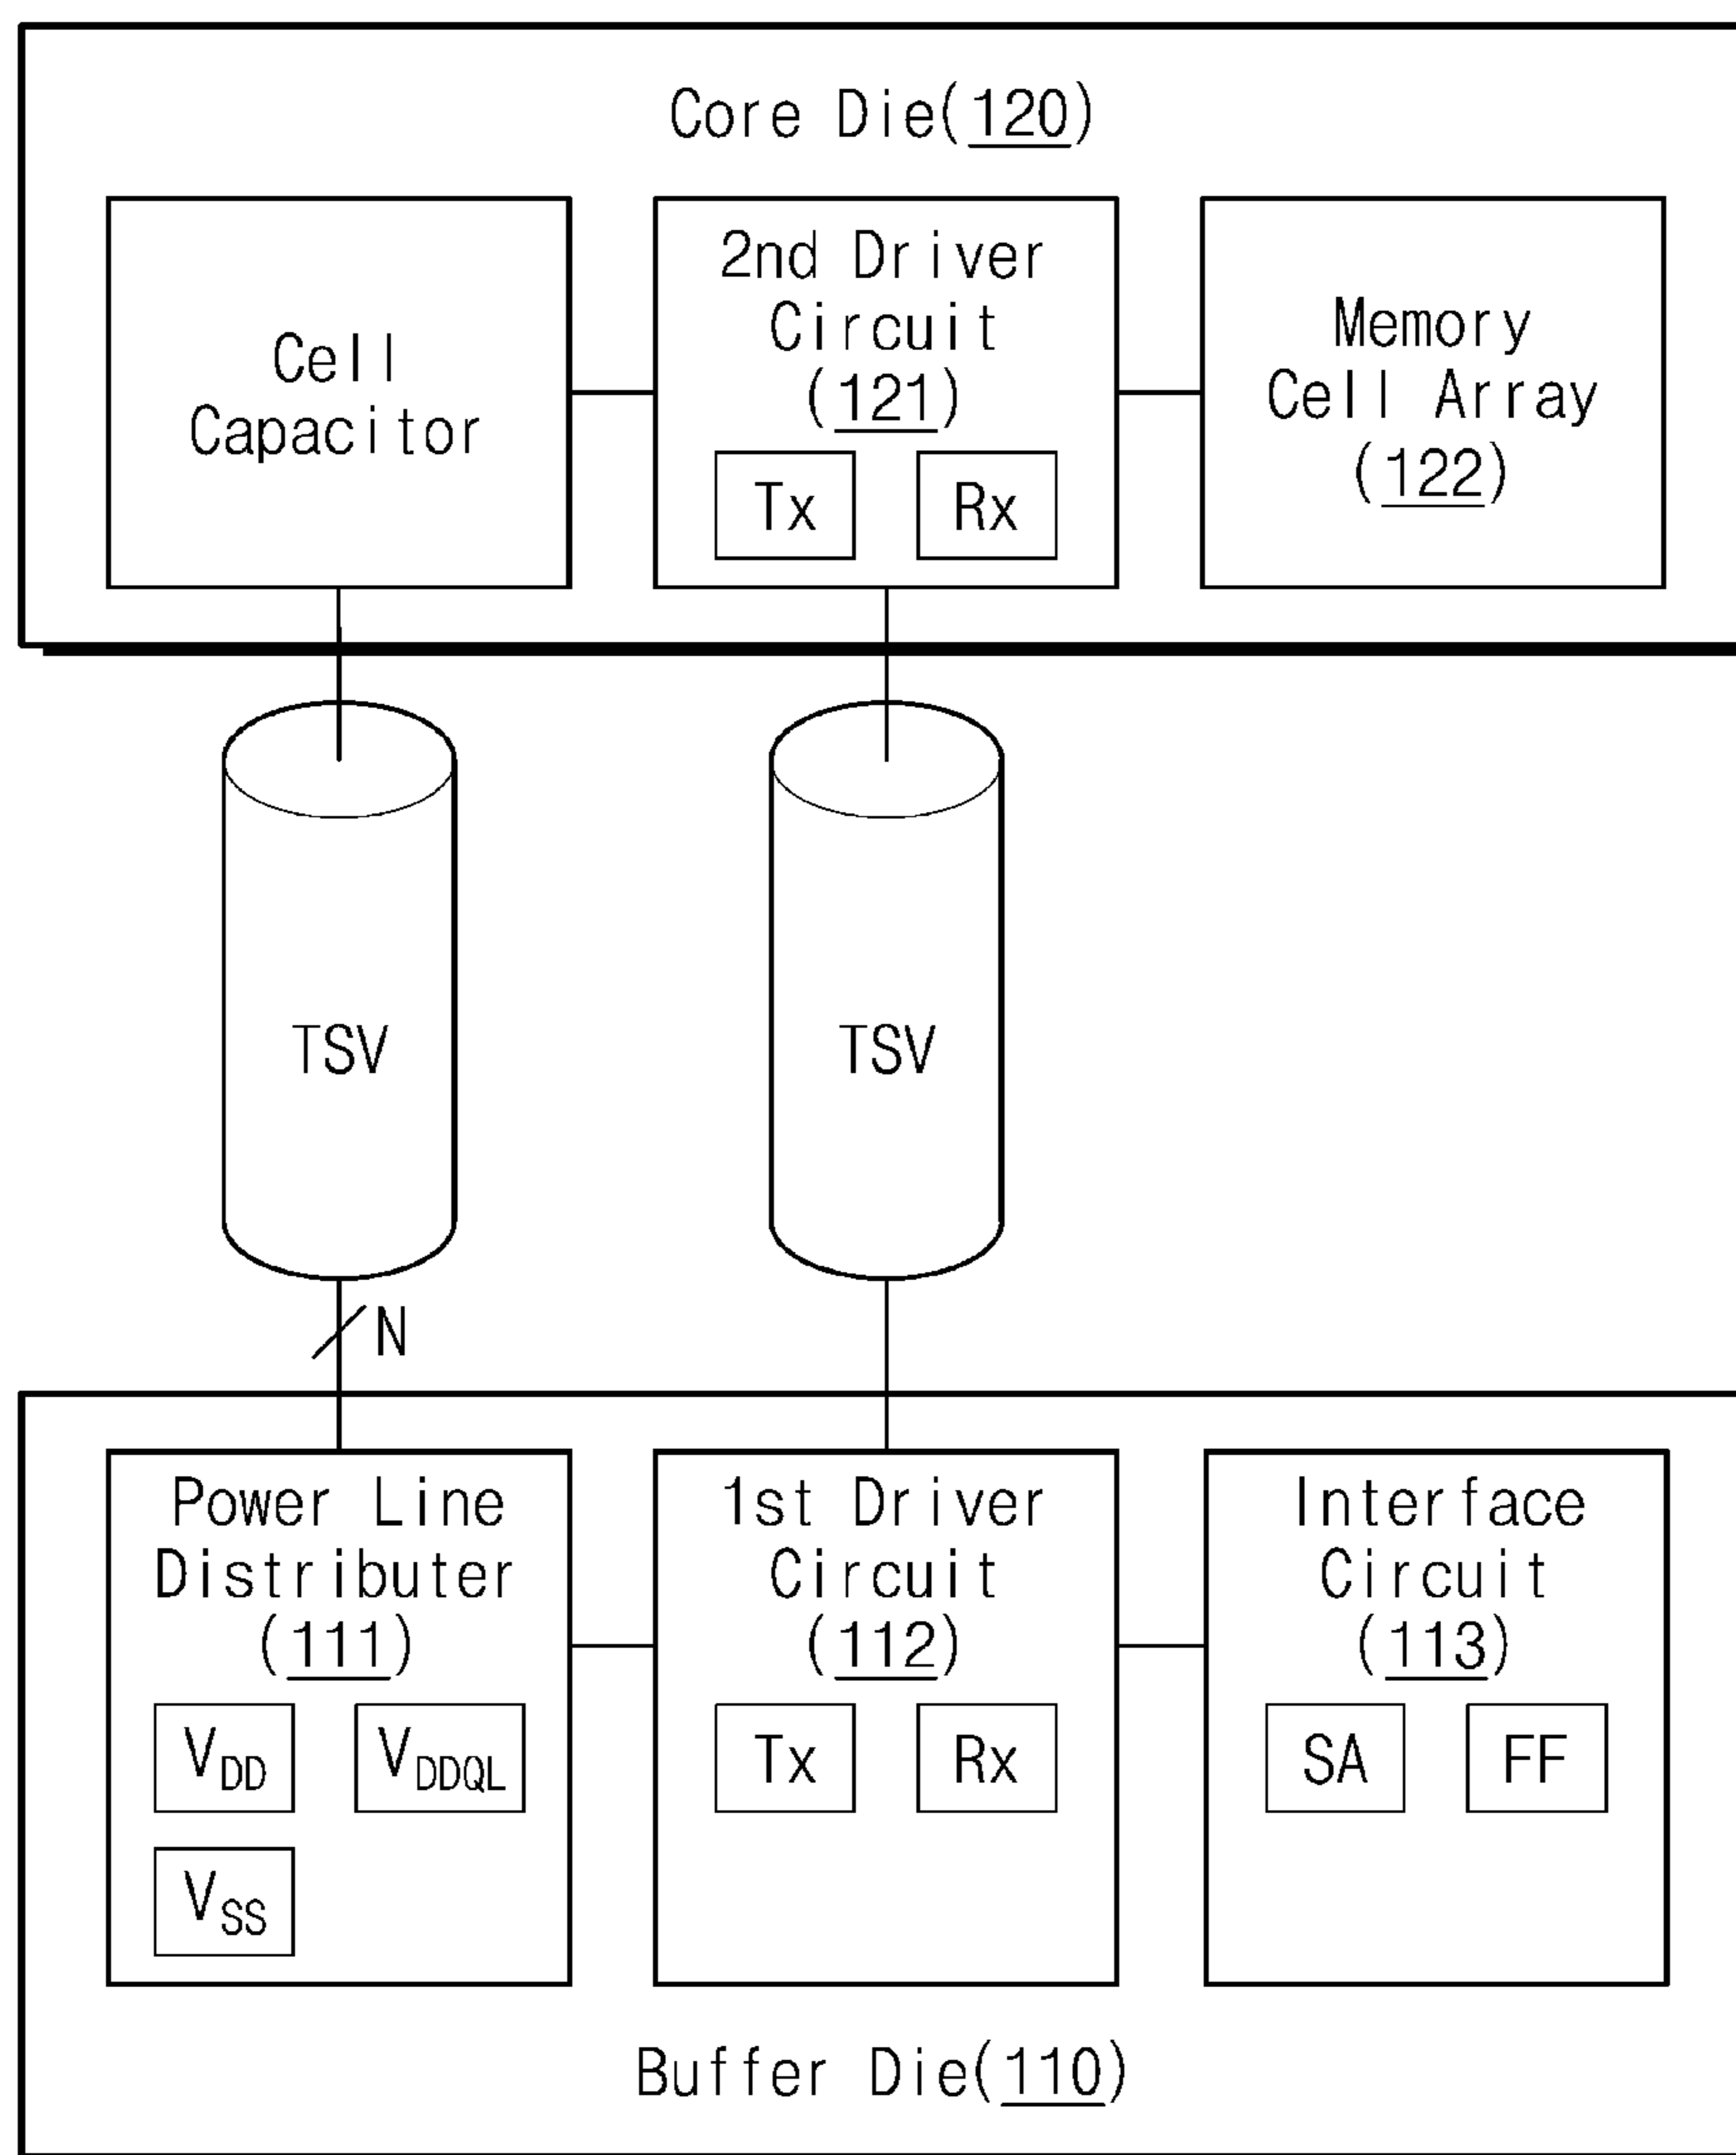 Core Die(120)
Cell
Capacitor
2nd Driver
Circuit
(121)
Tx
Rx
Memory
Cell Array
(122)
TSV
TSV
N
Power Line
Distributer
(111)
VDD
VDDQL
VSS
1st Driver
Circuit
(112)
Tx
Rx
Interface
Circuit
(113)
SA
FF
Buffer Die(110)